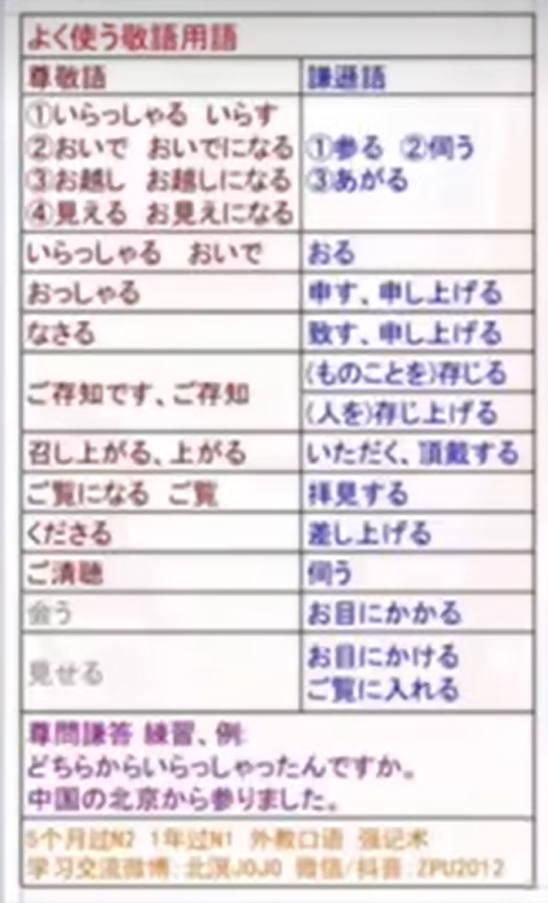 よく使う敬語用語
尊敬語 謙遜語
①いらっしゃる いらす
②おいで おいでになる
③お越し お越しになる
④見える お見えになる
①参る ②伺う
③あがる
いらっしゃる おいで おる
おっしゃる 申す、申し上げる
なさる 致す、申し上げる
ご存知です、ご存知
(ものことを)存じる
(人を)存じ上げる
召し上がる、上がる いただく、頂戴する
ご覧になる ご覧 拝見する
くださる 差し上げる
ご清聴 伺う
会う お目にかかる
見せる
お目にかける
ご覧に入れる
尊問謙答 練習、例:
どちらからいらっしゃったんですか。
中国の北京から参りました。
5个月过N2 1年过N1 外教口语 强记术
学习交流微博:北溟JOJO 微信/抖音:ZPU2012